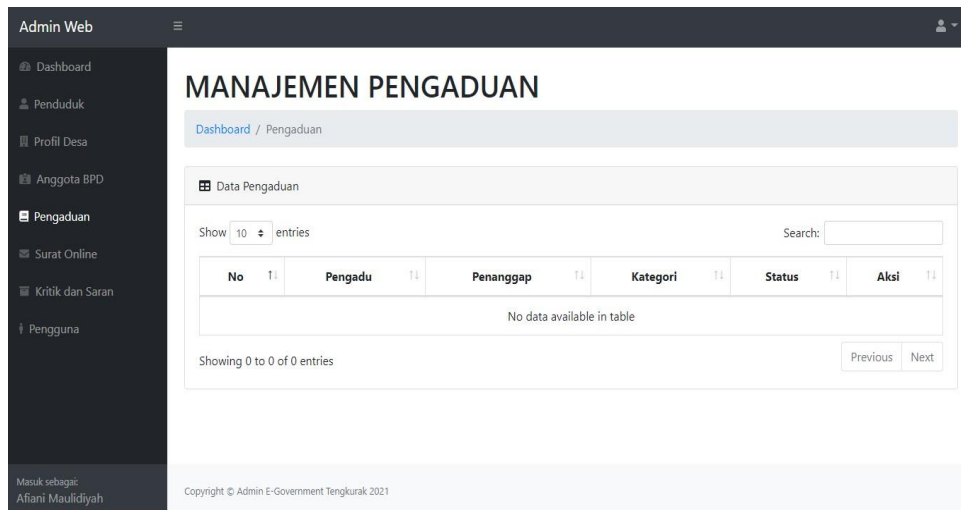 Admin Web
Dashboard
Penduduk
Profil Desa
Anggota BPD
Pengaduan
Surat Online
Kritik dan Saran
Pengguna
Masuk sebagai:
Afiani Maulidiyah
MANAJEMEN PENGADUAN
Dashboard / Pengaduan
Data Pengaduan
Show 10 entries Search:
No Pengadu Penanggap Kategori Status Aksi
No data available in table
Showing 0 to 0 of 0 entries Previous Next
Copyright © Admin E-Government Tengkurak 2021